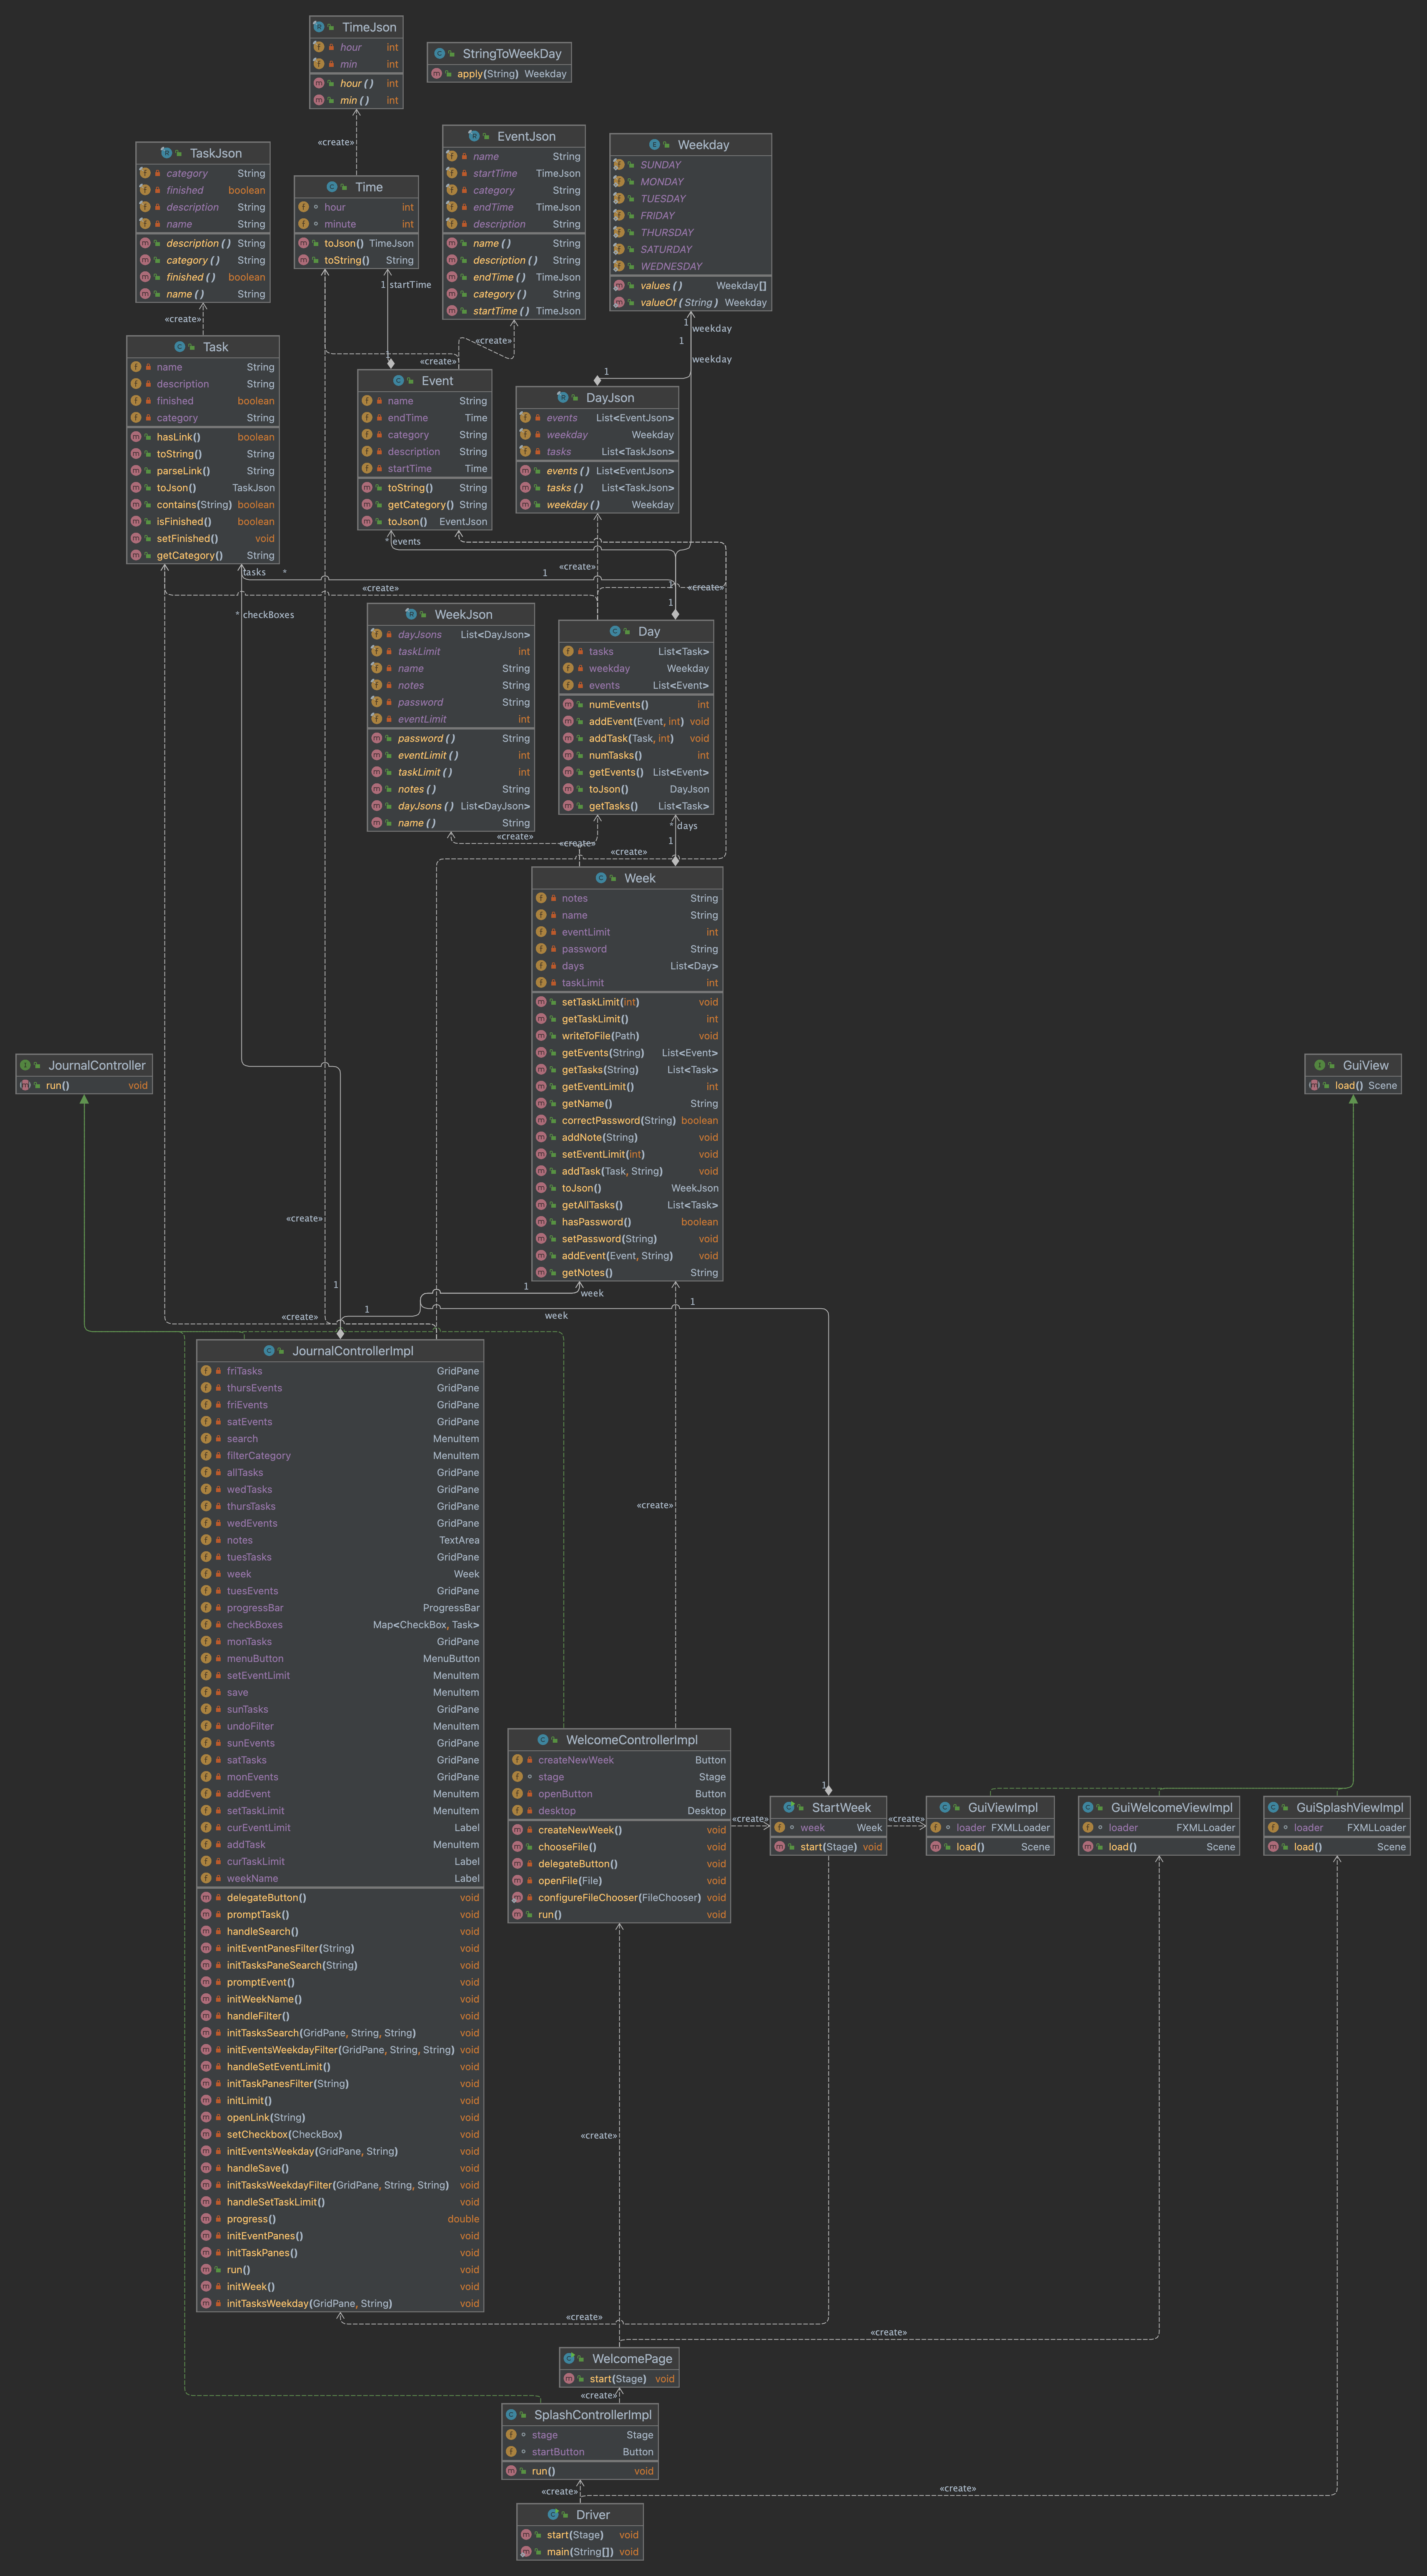 TimeJson
hour int
min int
hour () int
min () int
StringToWeekDay
apply(String) Weekday
«create»
EventJson
name String
startTime TimeJson
category String
endTime TimeJson
description String
name () String
description () String
endTime () TimeJson
category () String
startTime () TimeJson
Weekday
SUNDAY
MONDAY
TUESDAY
FRIDAY
THURSDAY
SATURDAY
WEDNESDAY
values () Weekday[]
valueOf (String) Weekday
TaskJson
category String
finished boolean
description String
name String
description () String
category () String
finished () boolean
name () String
Time
hour int
minute int
toJson() TimeJson
toString() String
1 startTime
«create»
«create»
«create»
1
weekday
1
weekday
1
1
Task
name String
description String
finished boolean
category String
hasLink() boolean
toString() String
parseLink() String
toJson() TaskJson
contains(String) boolean
isFinished() boolean
setFinished() void
getCategory() String
Event
name String
endTime Time
category String
description String
startTime Time
toString() String
getCategory() String
toJson() EventJson
DayJson
events List<EventJson>
weekday Weekday
tasks List<TaskJson>
events () List<EventJson>
tasks () List<TaskJson>
weekday () Weekday
* events
«create»
tasks *
1
«create»
1
«create»
1
* checkBoxes
WeekJson
dayJsons List<DayJson>
taskLimit int
name String
notes String
password String
eventLimit int
password () String
eventLimit () int
taskLimit () int
notes () String
dayJsons () List<DayJson>
name () String
Day
tasks List<Task>
weekday Weekday
events List<Event>
numEvents() int
addEvent(Event, int) void
addTask(Task, int) void
numTasks() int
getEvents() List<Event>
toJson() DayJson
getTasks() List<Task>
* days
«create»
«create»
1
«create»
Week
notes String
name String
eventLimit int
password String
days List<Day>
taskLimit int
setTaskLimit(int) void
getTaskLimit() int
writeToFile(Path) void
getEvents(String) List<Event>
getTasks(String) List<Task>
getEventLimit() int
getName() String
correctPassword(String) boolean
addNote(String) void
setEventLimit(int) void
addTask(Task, String) void
toJson() WeekJson
getAllTasks() List<Task>
hasPassword() boolean
setPassword(String) void
addEvent(Event, String) void
getNotes() String
JournalController
run() void
GuiView
load() Scene
«create»
1
1
week
1
1
week
«create»
JournalControllerImpl
friTasks GridPane
thursEvents GridPane
friEvents GridPane
satEvents GridPane
search MenuItem
filterCategory MenuItem
allTasks GridPane
wedTasks GridPane
thursTasks GridPane
wedEvents GridPane
notes TextArea
tuesTasks GridPane
week Week
tuesEvents GridPane
progressBar ProgressBar
checkBoxes Map<CheckBox, Task>
monTasks GridPane
menuButton MenuButton
setEventLimit MenuItem
save MenuItem
sunTasks GridPane
undoFilter MenuItem
sunEvents GridPane
satTasks GridPane
monEvents GridPane
addEvent MenuItem
setTaskLimit MenuItem
curEventLimit Label
addTask MenuItem
curTaskLimit Label
weekName Label
delegateButton() void
promptTask() void
handleSearch() void
initEventPanesFilter(String) void
initTasksPaneSearch(String) void
promptEvent() void
initWeekName() void
handleFilter() void
initTasksSearch(GridPane, String, String) void
initEventsWeekdayFilter(GridPane, String, String) void
handleSetEventLimit() void
initTaskPanesFilter(String) void
initLimit() void
openLink(String) void
setCheckbox(CheckBox) void
initEventsWeekday(GridPane, String) void
handleSave() void
initTasksWeekdayFilter(GridPane, String, String) void
handleSetTaskLimit() void
progress() double
initEventPanes() void
initTaskPanes() void
run() void
initWeek() void
initTasksWeekday(GridPane, String) void
«create»
WelcomeControllerImpl
createNewWeek Button
stage Stage
openButton Button
desktop Desktop
createNewWeek() void
chooseFile() void
delegateButton() void
openFile(File) void
configureFileChooser(FileChooser) void
run() void
«create»
1
StartWeek
week Week
start(Stage) void
«create»
GuiViewImpl
loader FXMLLoader
load() Scene
GuiWelcomeViewImpl
loader FXMLLoader
load() Scene
GuiSplashViewImpl
loader FXMLLoader
load() Scene
«create»
«create»
«create»
WelcomePage
start(Stage) void
«create»
SplashControllerImpl
stage Stage
startButton Button
run() void
«create»
«create»
Driver
start(Stage) void
main(String[]) void